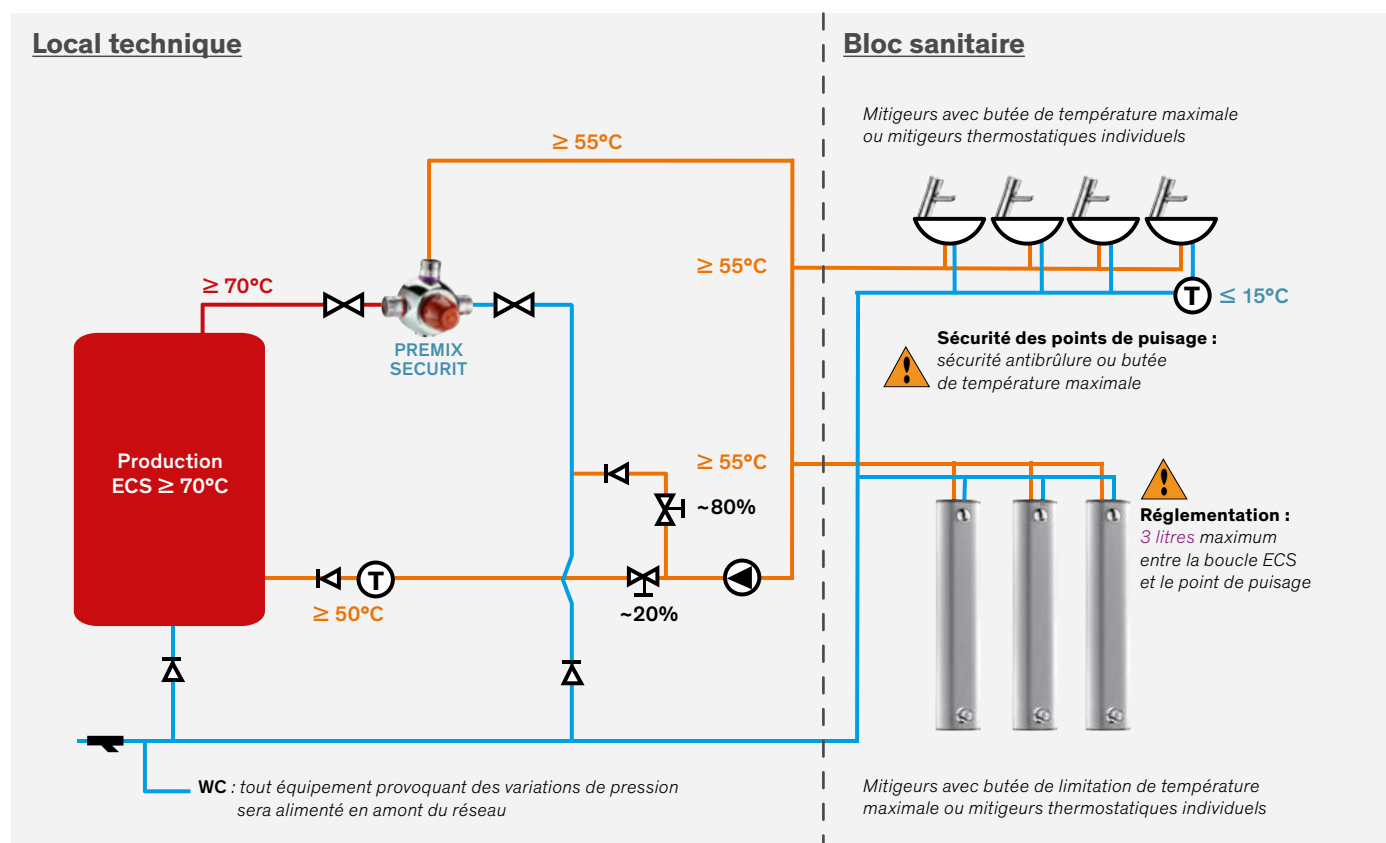 Local technique
Bloc sanitaire
Mitigeurs avec butée de température maximale
ou mitigeurs thermostatiques individuels
≥ 55°C
≥ 55°C
≥ 70°C
T
≤ 15°C
PREMIX
SECURIT
Sécurité des points de puisage :
sécurité antibrûlure ou butée
de température maximale
!
Production
ECS ≥ 70°C
≥ 55°C
~80%
!
Réglementation :
3 litres maximum
entre la boucle ECS
et le point de puisage
T
≥ 50°C
~20%
WC : tout équipement provoquant des variations de pression
sera alimenté en amont du réseau
Mitigeurs avec butée de limitation de température
maximale ou mitigeurs thermostatiques individuels